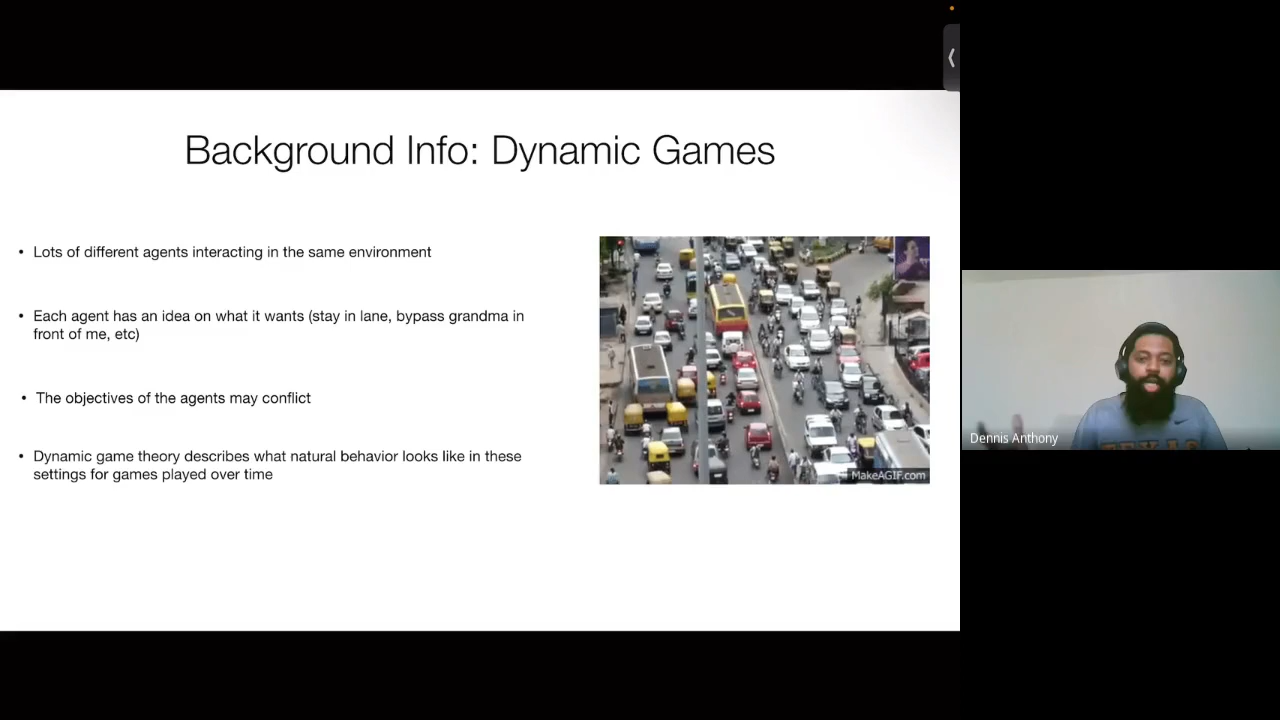 Background Info: Dynamic Games
• Lots of different agents interacting in the same environment
• Each agent has an idea on what it wants (stay in lane, bypass grandma in
front of me, etc)
• The objectives of the agents may conflict
• Dynamic game theory describes what natural behavior looks like in these
settings for games played over time
MakeAGIF.com
Dennis Anthony
TEXAS